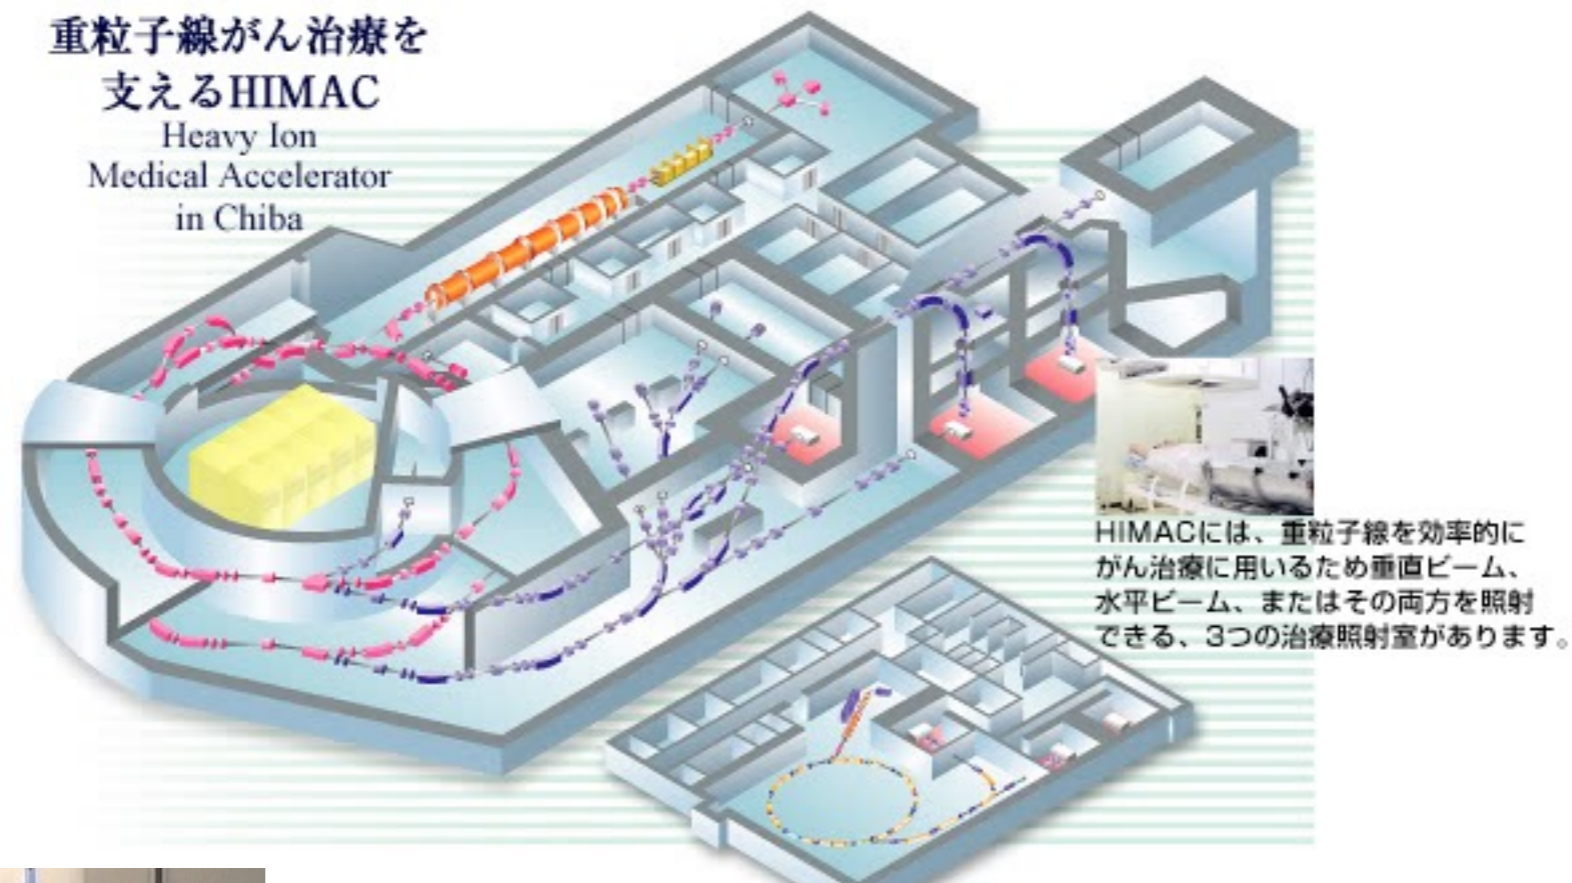 重粒子線がん治療を
支えるHIMAC
Heavy Ion
Medical Accelerator
in Chiba
HIMACには、重粒子線を効率的に
がん治療に用いるため垂直ビーム、
水平ビーム、またはその両方を照射
できる、3つの治療照射室があります。